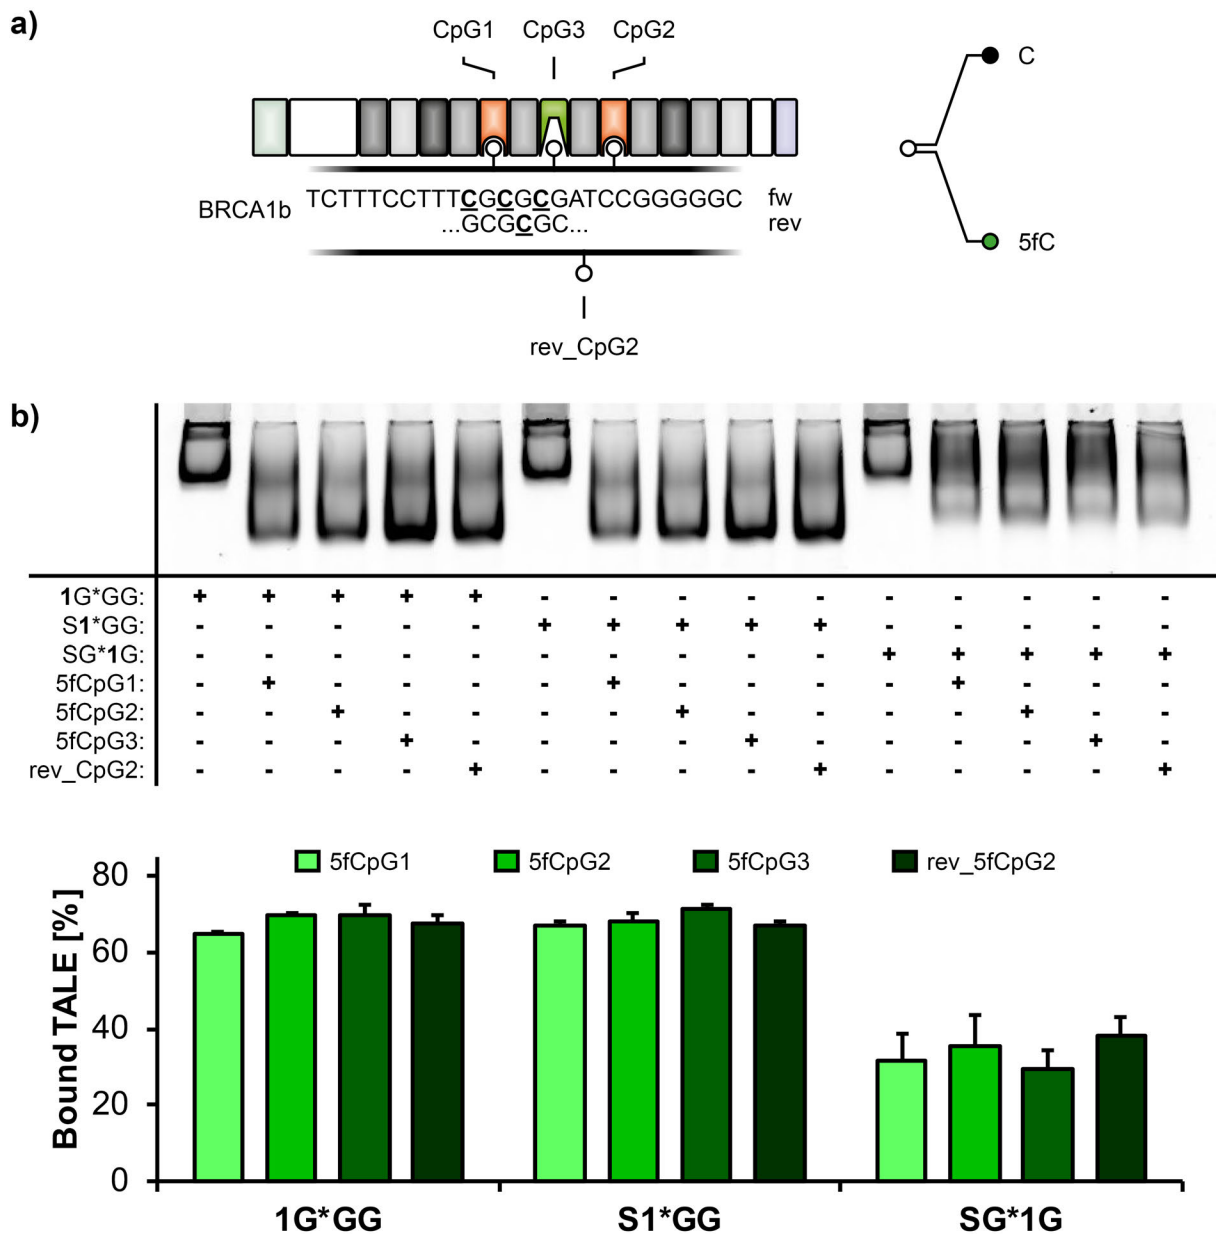 a)
CpG1 CpG3 CpG2
C
TCTTTCCTTTCGCGCGATCCGGGGGC fw
BRCA1b ...GCGCGC... rev
5fC
rev_CpG2
b)
1G*GG: + + + + + - - - - - - - - - -
S1*GG: - - - - - + + + + + - - - - -
SG*1G: - - - - - - - - - - + + + + +
5fCpG1: - + - - - - + - - - - + - - -
5fCpG2: - - + - - - - + - - - - + - -
5fCpG3: - - - + - - - - + - - - - + -
rev_CpG2: - - - - + - - - - + - - - - +
5fCpG1 5fCpG2 5fCpG3 rev_5fCpG2
Bound TALE [%]
80
60
40
20
0
1G*GG S1*GG SG*1G